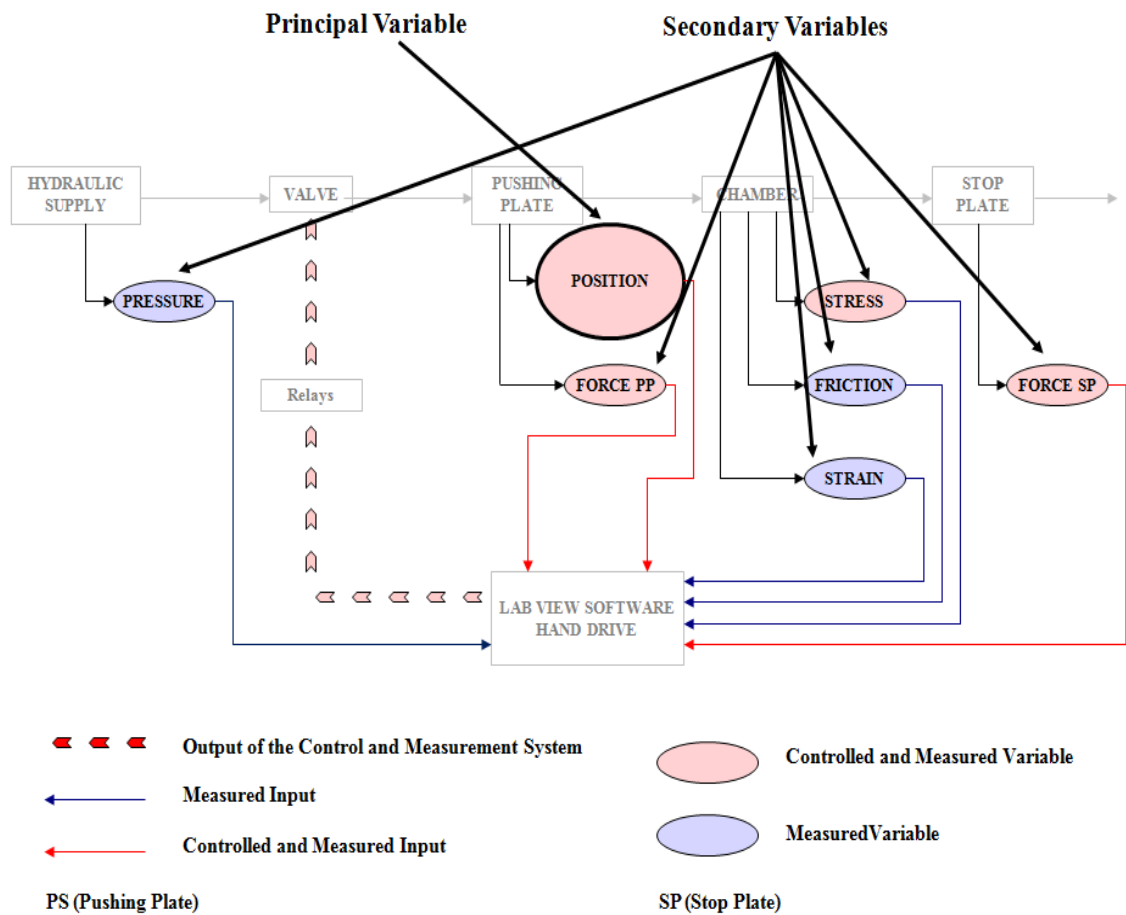 Principal Variable
Secondary Variables
HYDRAULIC
SUPPLY
VALVE
PUSHING
PLATE
CHAMBER
STOP
PLATE
PRESSURE
POSITION
STRESS
Relays
FORCE PP
FRICTION
FORCE SP
STRAIN
LAB VIEW SOFTWARE
HAND DRIVE
Output of the Control and Measurement System
Controlled and Measured Variable
Measured Input
MeasuredVariable
Controlled and Measured Input
PS (Pushing Plate)
SP (Stop Plate)